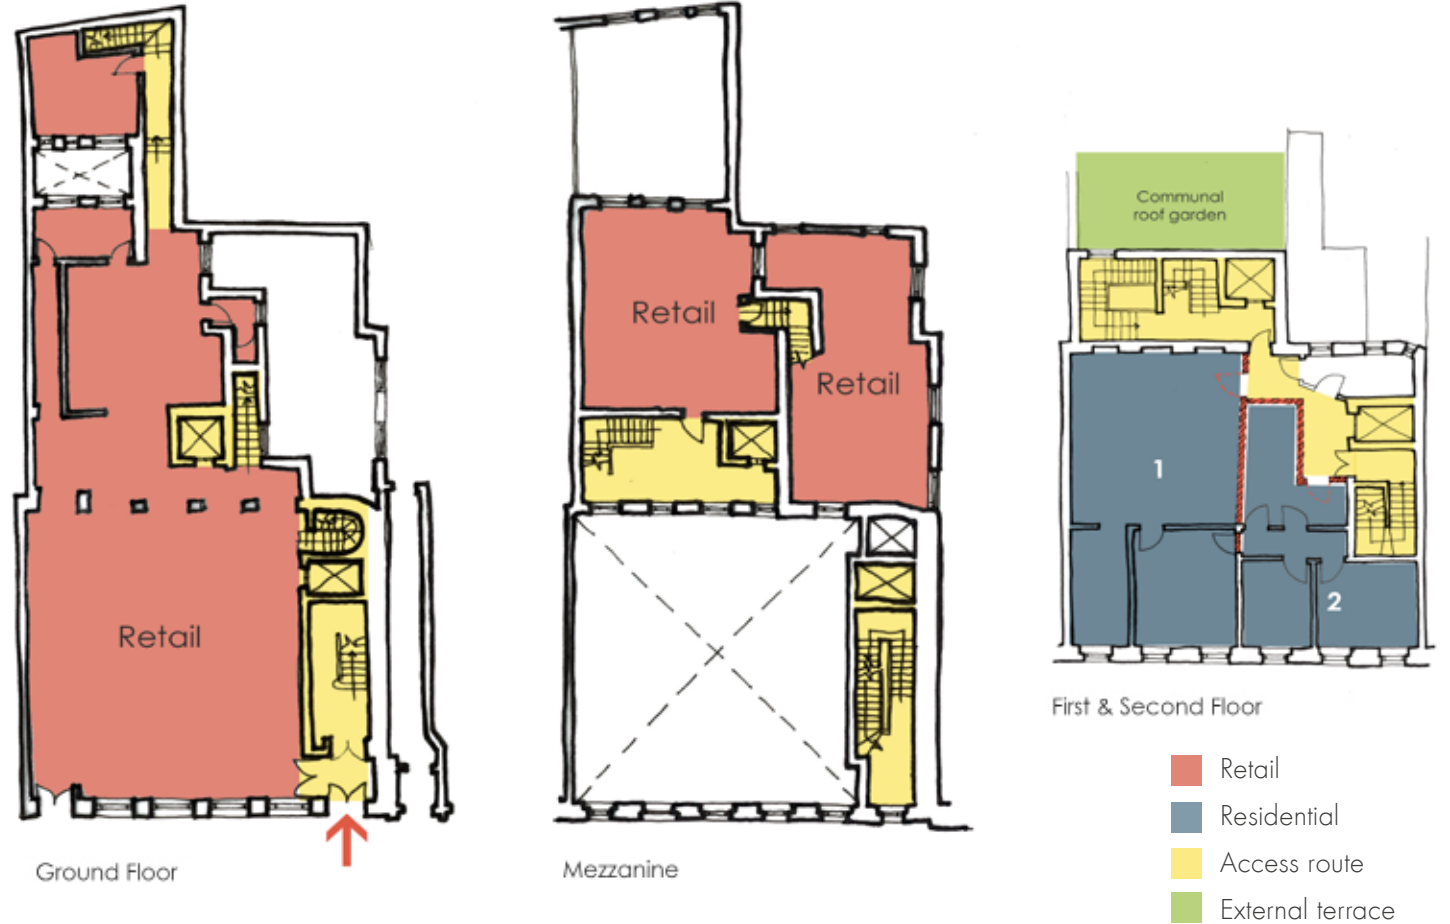 Retail
Ground Floor
Retail
Retail
Mezzanine
Communal
roof garden
1
2
First & Second Floor
Retail
Residential
Access route
External terrace